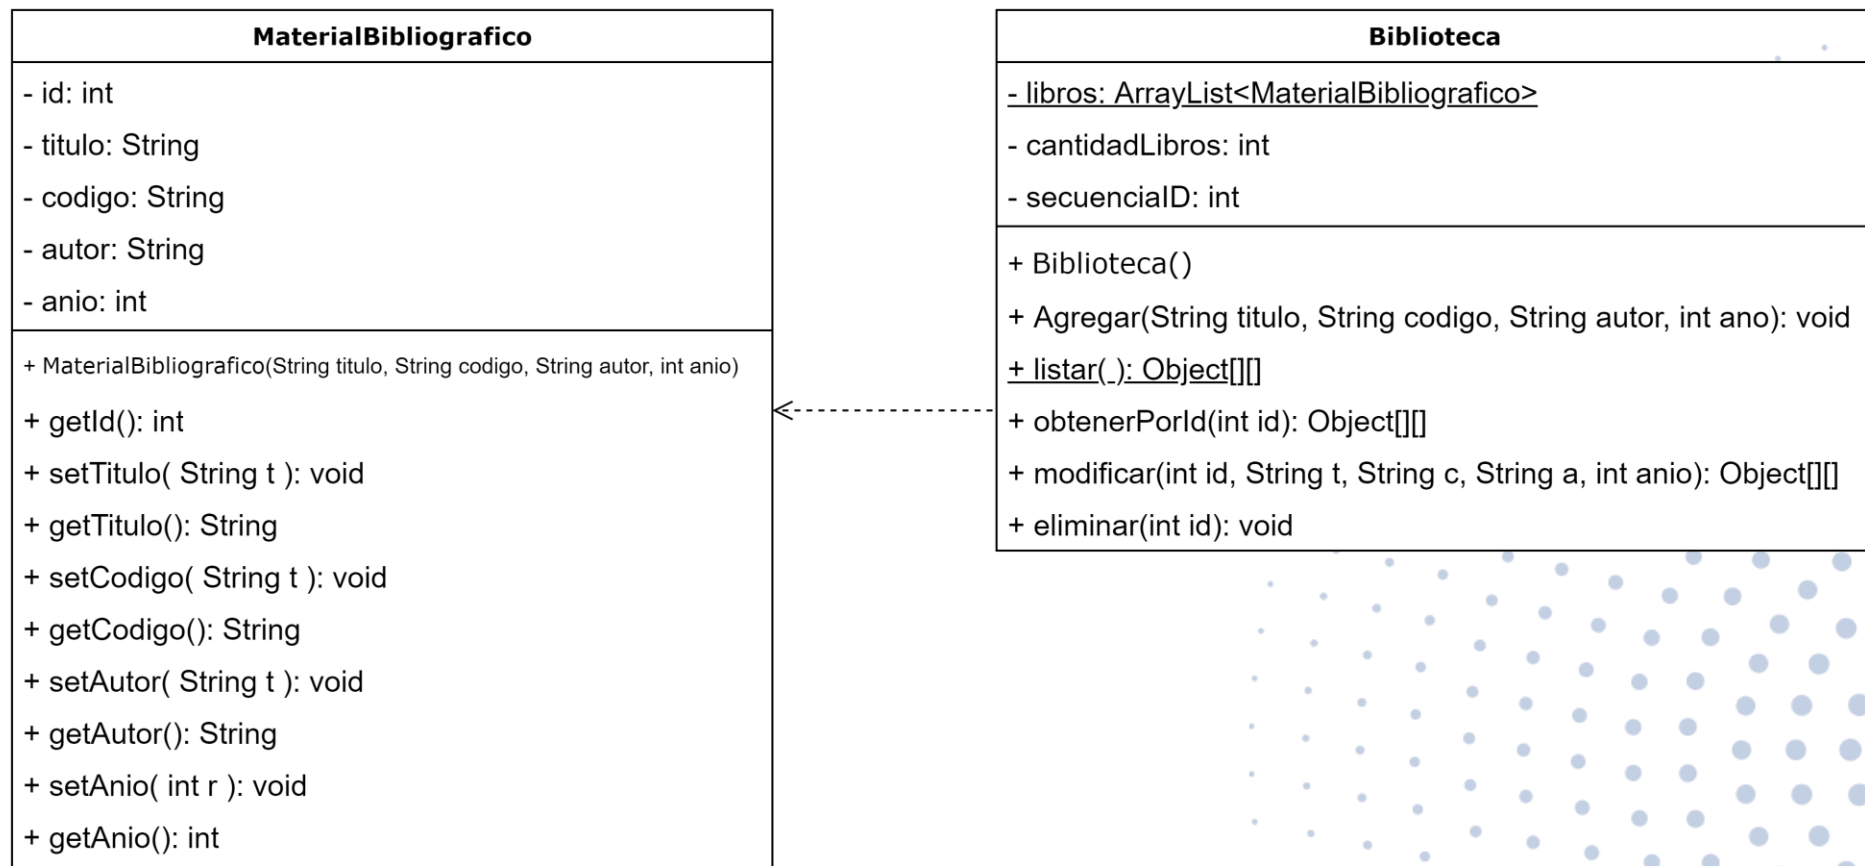 MaterialBibliografico
- id: int
- titulo: String
- codigo: String
- autor: String
- anio: int
+ MaterialBibliografico(String titulo, String codigo, String autor, int anio)
+ getId(): int
+ setTitulo( String t ): void
+ getTitulo(): String
+ setCodigo( String t ): void
+ getCodigo(): String
+ setAutor( String t ): void
+ getAutor(): String
+ setAnio( int r ): void
+ getAnio(): int
Biblioteca
- libros: ArrayList<MaterialBibliografico>
- cantidadLibros: int
- secuenciaID: int
+ Biblioteca()
+ Agregar(String titulo, String codigo, String autor, int ano): void
+ listar( ): Object[][]
+ obtenerPorId(int id): Object[][]
+ modificar(int id, String t, String c, String a, int anio): Object[][]
+ eliminar(int id): void